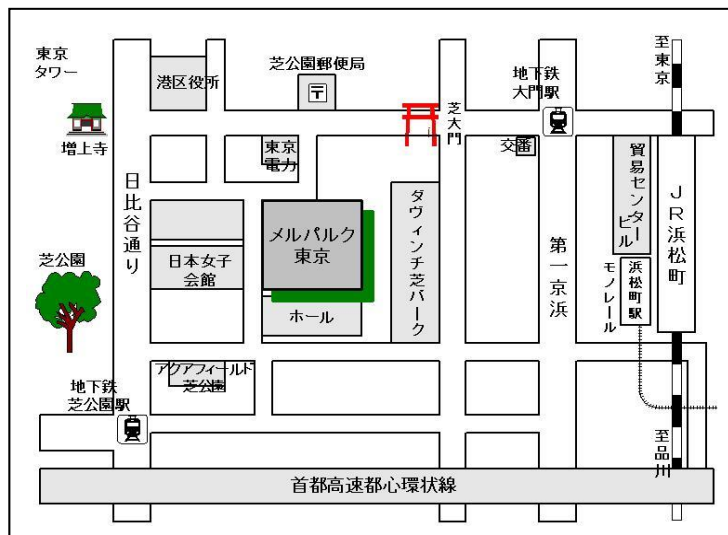 東京
タワー
港区役所
芝公園郵便局
〒
地下鉄
大門駅
至東京
増上寺
東京
電力
芝大門
交番
貿易センター
ビル
JR浜松町
日比谷通り
日本女子
会館
メルパルク
東京
ダヴィンチ芝パーク
第一京浜
浜松町駅
モノレール
芝公園
ホール
アクアフィールド
芝公園
地下鉄
芝公園駅
至品川
首都高速都心環状線